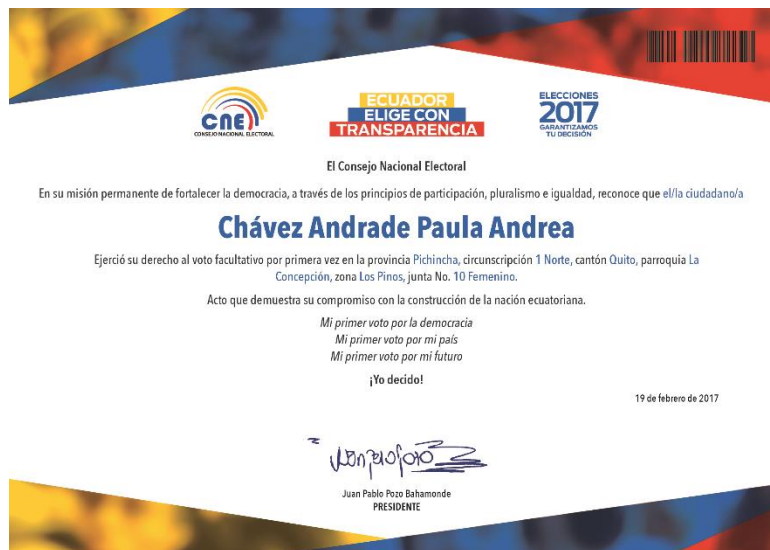 CNE
CONSEJO NACIONAL ELECTORAL
ECUADOR
ELIGE CON
TRANSPARENCIA
ELECCIONES
2017
GARANTIZAMOS
TU DECISIÓN
El Consejo Nacional Electoral
En su misión permanente de fortalecer la democracia, a través de los principios de participación, pluralismo e igualdad, reconoce que el/la ciudadano/a
Chávez Andrade Paula Andrea
Ejerció su derecho al voto facultativo por primera vez en la provincia Pichincha, circunscripción 1 Norte, cantón Quito, parroquia La
Concepción, zona Los Pinos, junta No. 10 Femenino.
Acto que demuestra su compromiso con la construcción de la nación ecuatoriana.
Mi primer voto por la democracia
Mi primer voto por mi país
Mi primer voto por mi futuro
¡Yo decido!
19 de febrero de 2017
Juan Pablo Pozo Bahamonde
PRESIDENTE